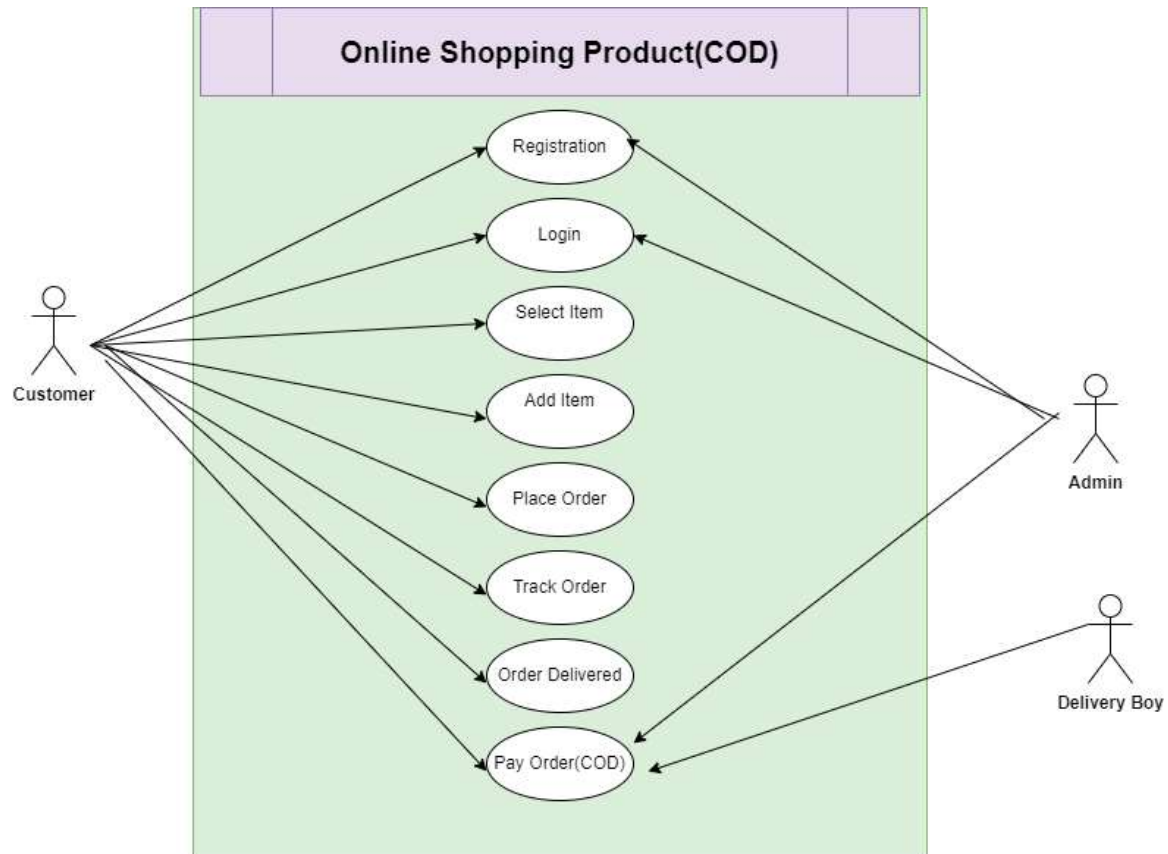 Online Shopping Product(COD)
Registration
Login
Select Item
Customer
Add Item
Admin
Place Order
Track Order
Order Delivered
Delivery Boy
Pay Order(COD)